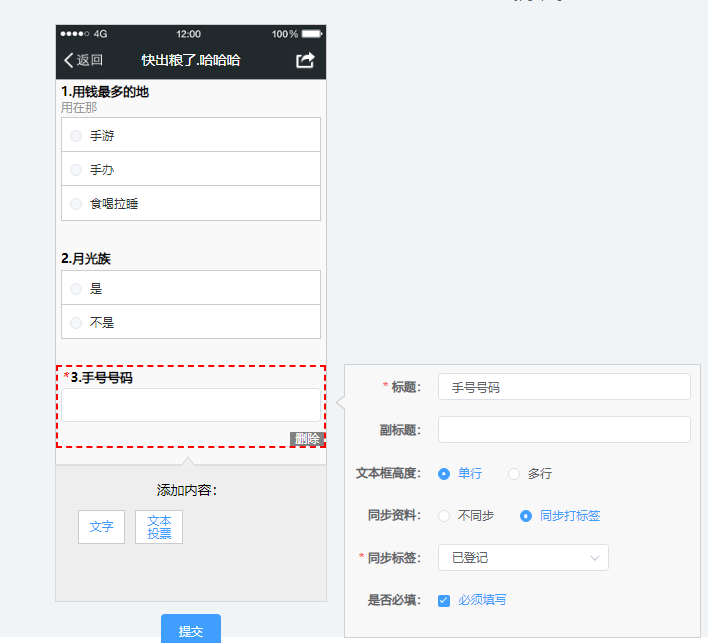 4G 12:00 100%
返回 快出粮了.哈哈哈
1.用钱最多的地
用在那
手游
手办
食喝拉睡
2.月光族
是
不是
*3.手号号码
删除
添加内容：
文字
文本
投票
提交
* 标题： 手号号码
副标题：
文本框高度： 单行 多行
同步资料： 不同步 同步打标签
* 同步标签： 已登记
是否必填： 必须填写